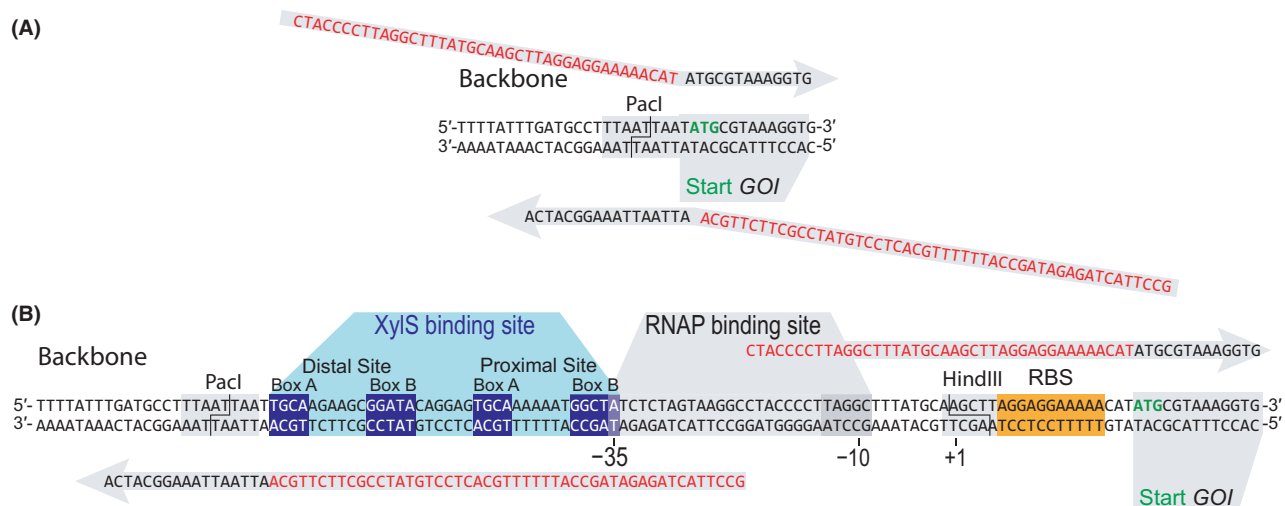 (A)
CTACCCCTTAGGCTTTATGCAAGCTTAGGAGGAAAAACAT ATGCGTAAAGGTG
Backbone
PacI
5′-TTTTATTTGATGCCTTTAATTAATATGCGTAAAGGTG-3′
3′-AAAATAAACTACGGAAATTAATTATACGCATTTCCAC-5′
Start GOI
ACTACGGAAATTAATTA ACGTTCTTCGCCTATGTCCTCACGTTTTTTACCGATAGAGATCATTCCG
(B)
XylS binding site RNAP binding site
CTACCCCTTAGGCTTTATGCAAGCTTAGGAGGAAAAACATATGCGTAAAGGTG
Backbone
Distal Site Proximal Site
PacI Box A Box B Box A Box B HindIII RBS
5′- TTTTATTTGATGCCTTTAATTAATTGCAAGAAGCGGATACAGGAGTGCAAAAAATGGCTATCTCTAGTAAGGCCTACCCCTTAGGCTTTATGCAAGCTTAGGAGGAAAAACATATGCGTAAAGGTG -3′
3′- AAAATAAACTACGGAAATTAATTAACGTTCTTCGCCTATGTCCTCACGTTTTTTACCGATAGAGATCATTCCGGATGGGGAATCCGAAATACGTTCGAATCCTCCTTTTTGTATACGCATTTCCAC -5′
−35 −10 +1
ACTACGGAAATTAATTAACGTTCTTCGCCTATGTCCTCACGTTTTTTACCGATAGAGATCATTCCG
Start GOI